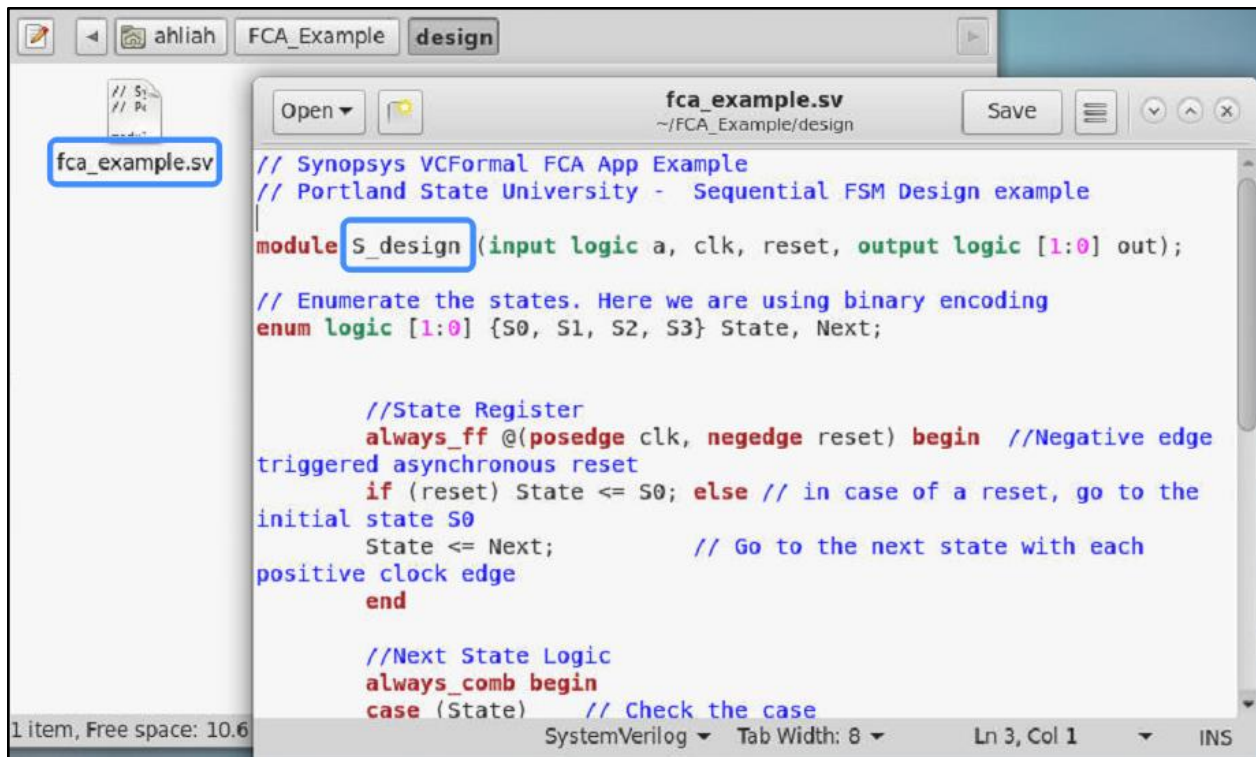 ahliah FCA_Example design
// Sy
// Po
fca_example.sv
Open
fca_example.sv
~/FCA_Example/design
Save
// Synopsys VCFormal FCA App Example
// Portland State University -  Sequential FSM Design example
module S_design (input logic a, clk, reset, output logic [1:0] out);
// Enumerate the states. Here we are using binary encoding
enum logic [1:0] {S0, S1, S2, S3} State, Next;
//State Register
always_ff @(posedge clk, negedge reset) begin  //Negative edge
triggered asynchronous reset
if (reset) State <= S0; else // in case of a reset, go to the
initial state S0
State <= Next;             // Go to the next state with each
positive clock edge
end
//Next State Logic
always_comb begin
case (State)    // Check the case
1 item, Free space: 10.6
SystemVerilog Tab Width: 8 Ln 3, Col 1 INS